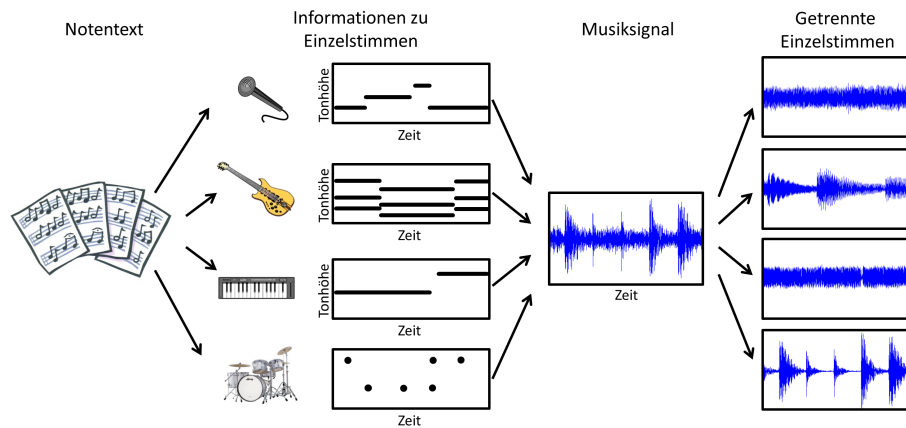 Notentext
Informationen zu
Einzelstimmen
Musiksignal
Getrennte
Einzelstimmen
Tonhöhe
Zeit
Tonhöhe
Zeit
Tonhöhe
Zeit
Zeit
Zeit